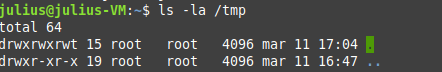 julius@julius-VM:~$ ls -la /tmp
total 64
drwxrwxrwt 15 root   root   4096 mar 11 17:04 .
drwxr-xr-x 19 root   root   4096 mar 11 16:47 ..